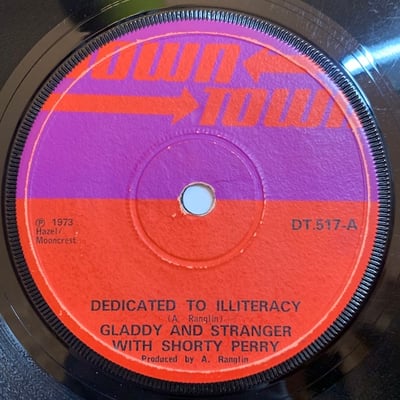 DOWN
TOWN
℗ 1973
Hazel/
Mooncrest
DT.517-A
DEDICATED TO ILLITERACY
(A. Ranglin)
GLADDY AND STRANGER
WITH SHORTY PERRY
Produced by A. Ranglin